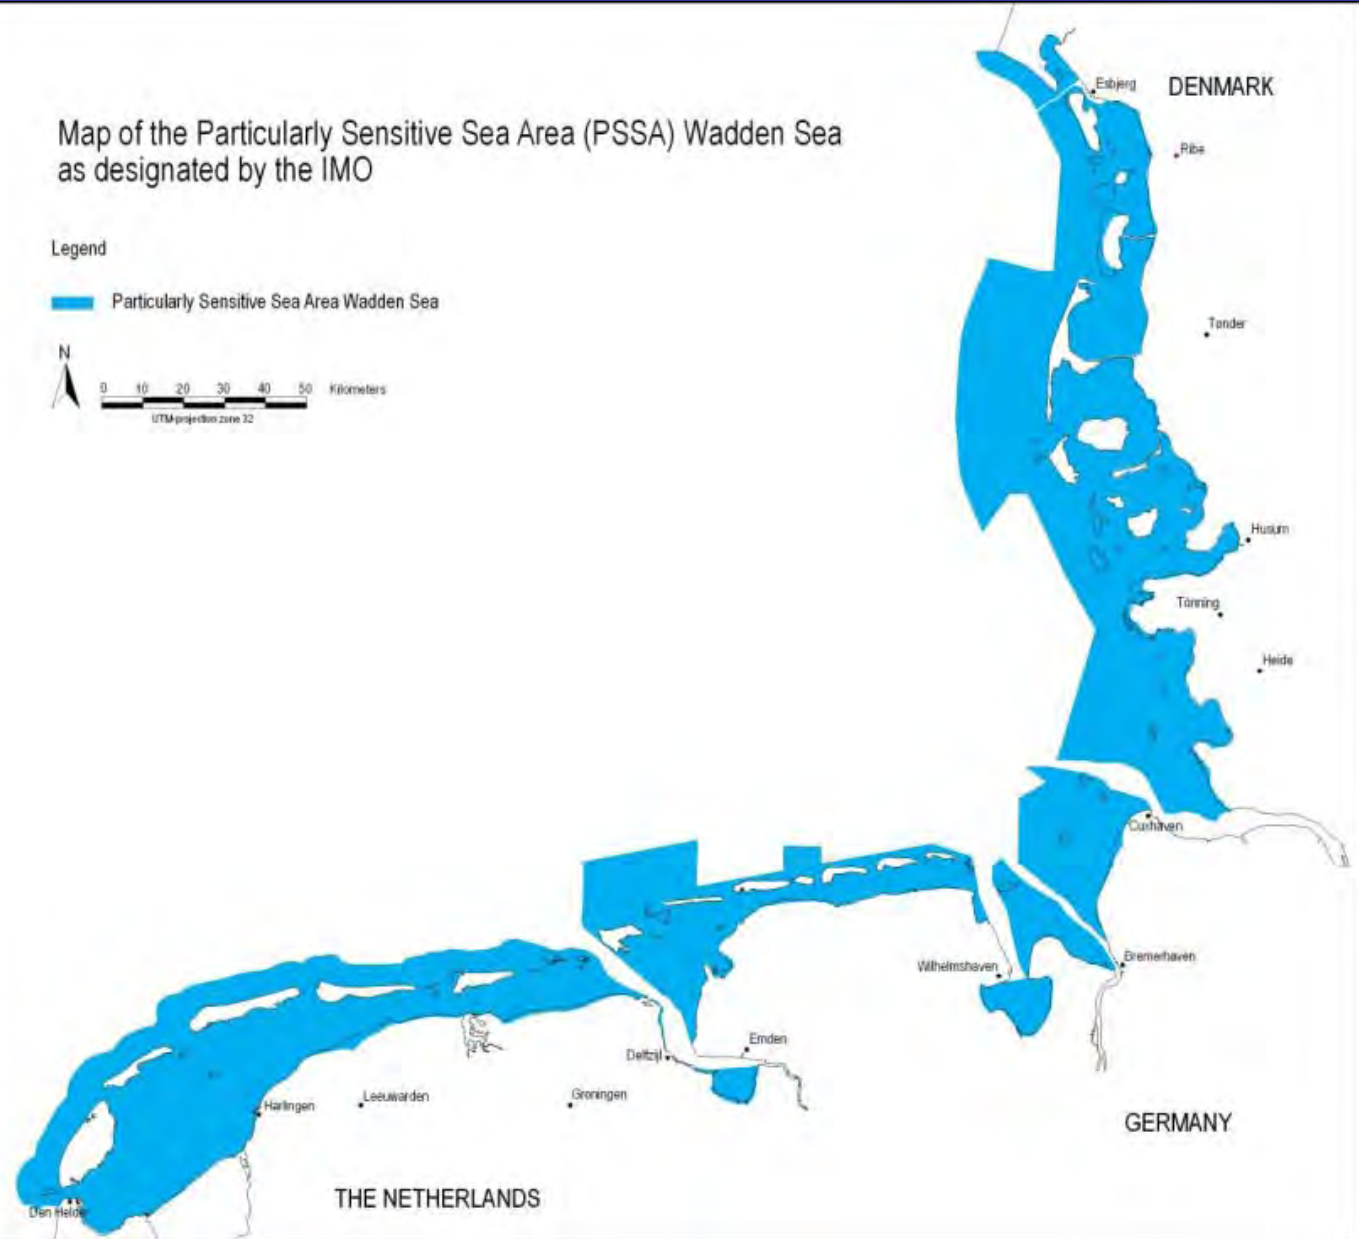 Map of the Particularly Sensitive Sea Area (PSSA) Wadden Sea
as designated by the IMO
Legend
Particularly Sensitive Sea Area Wadden Sea
N
0 10 20 30 40 50 Kilometers
UTM-projection zone 32
Esbjerg
DENMARK
Ribe
Tønder
Husum
Tönning
Heide
Cuxhaven
Bremerhaven
Wilhelmshaven
Emden
Delfzijl
Groningen
Leeuwarden
Harlingen
GERMANY
THE NETHERLANDS
Den Helder